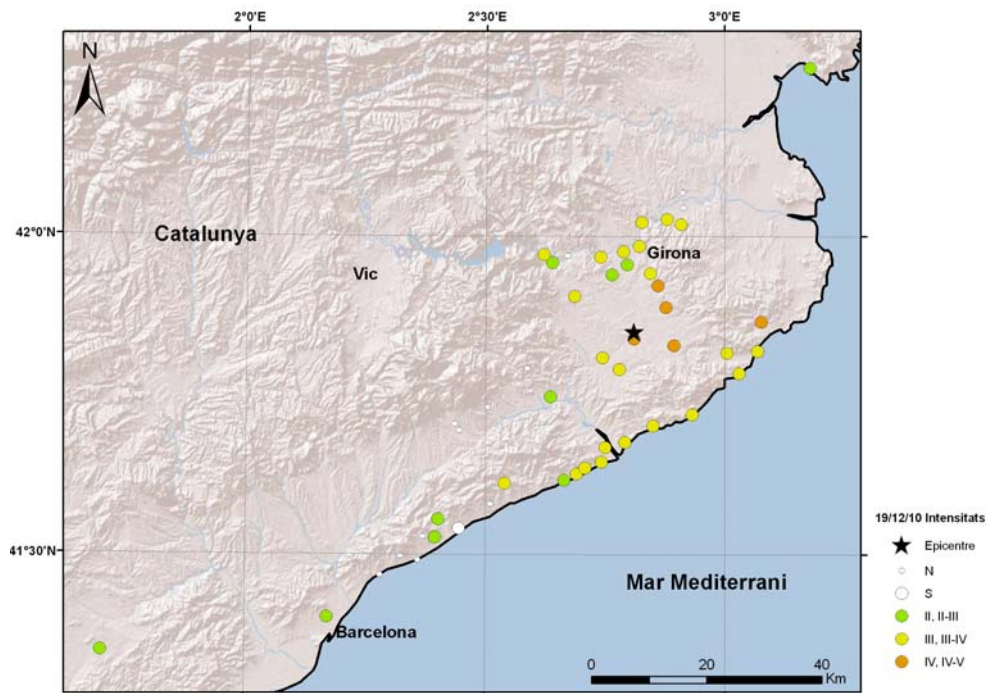 2°0'E 2°30'E 3°0'E
N
42°0'N
Catalunya
Girona
Vic
41°30'N
Mar Mediterrani
Barcelona
0 20 40
Km
19/12/10 Intensitats
Epicentre
N
S
II, II-III
III, III-IV
IV, IV-V